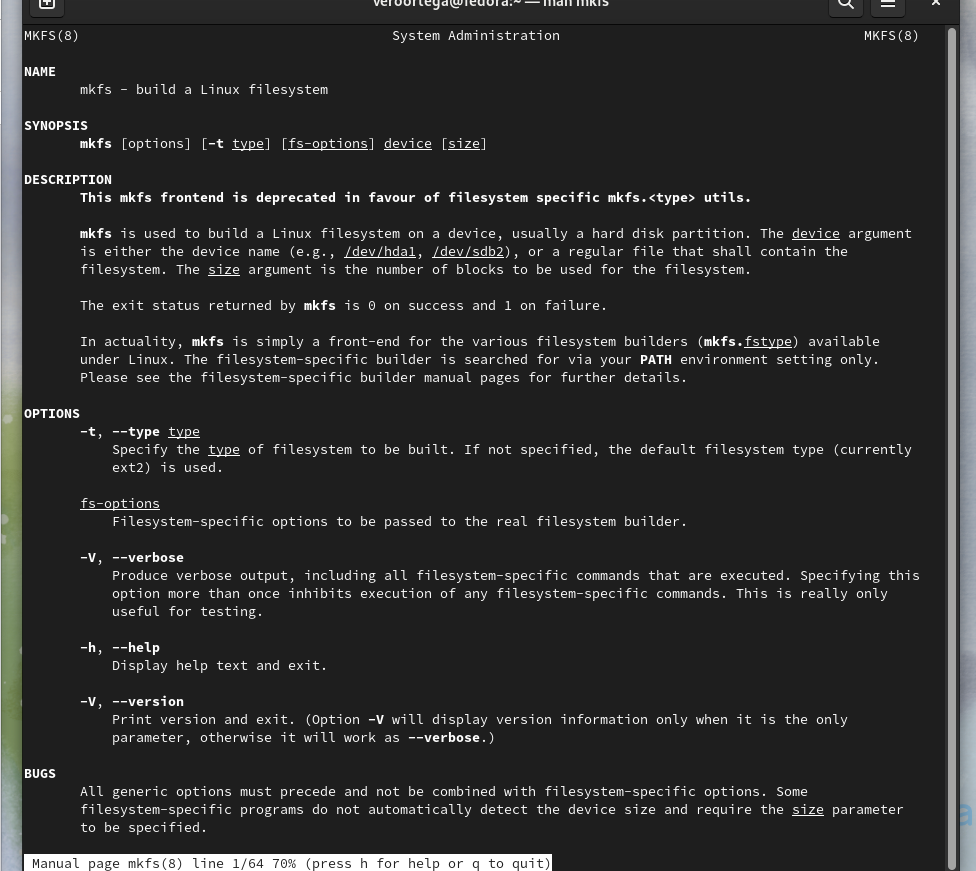 veroortega@fedora:~ — man mkfs
MKFS(8) System Administration MKFS(8)
NAME
mkfs - build a Linux filesystem
SYNOPSIS
mkfs [options] [-t type] [fs-options] device [size]
DESCRIPTION
This mkfs frontend is deprecated in favour of filesystem specific mkfs.<type> utils.
mkfs is used to build a Linux filesystem on a device, usually a hard disk partition. The device argument
is either the device name (e.g., /dev/hda1, /dev/sdb2), or a regular file that shall contain the
filesystem. The size argument is the number of blocks to be used for the filesystem.
The exit status returned by mkfs is 0 on success and 1 on failure.
In actuality, mkfs is simply a front-end for the various filesystem builders (mkfs.fstype) available
under Linux. The filesystem-specific builder is searched for via your PATH environment setting only.
Please see the filesystem-specific builder manual pages for further details.
OPTIONS
-t, --type type
Specify the type of filesystem to be built. If not specified, the default filesystem type (currently
ext2) is used.
fs-options
Filesystem-specific options to be passed to the real filesystem builder.
-V, --verbose
Produce verbose output, including all filesystem-specific commands that are executed. Specifying this
option more than once inhibits execution of any filesystem-specific commands. This is really only
useful for testing.
-h, --help
Display help text and exit.
-V, --version
Print version and exit. (Option -V will display version information only when it is the only
parameter, otherwise it will work as --verbose.)
BUGS
All generic options must precede and not be combined with filesystem-specific options. Some
filesystem-specific programs do not automatically detect the device size and require the size parameter
to be specified.
Manual page mkfs(8) line 1/64 70% (press h for help or q to quit)